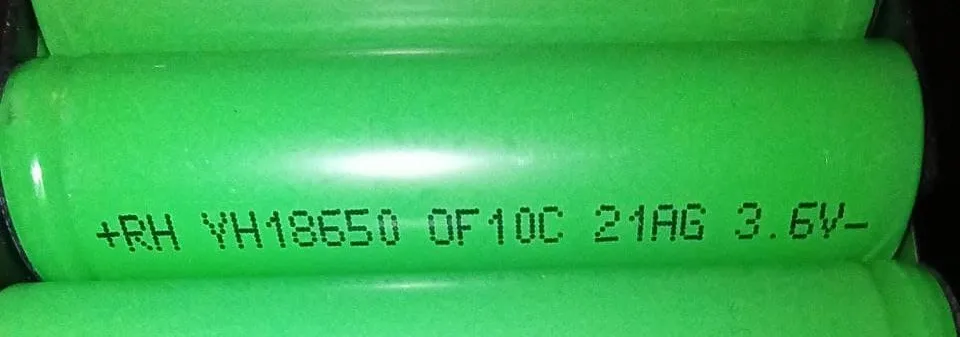 +RH YH18650 0F10C 21AG 3.6V-